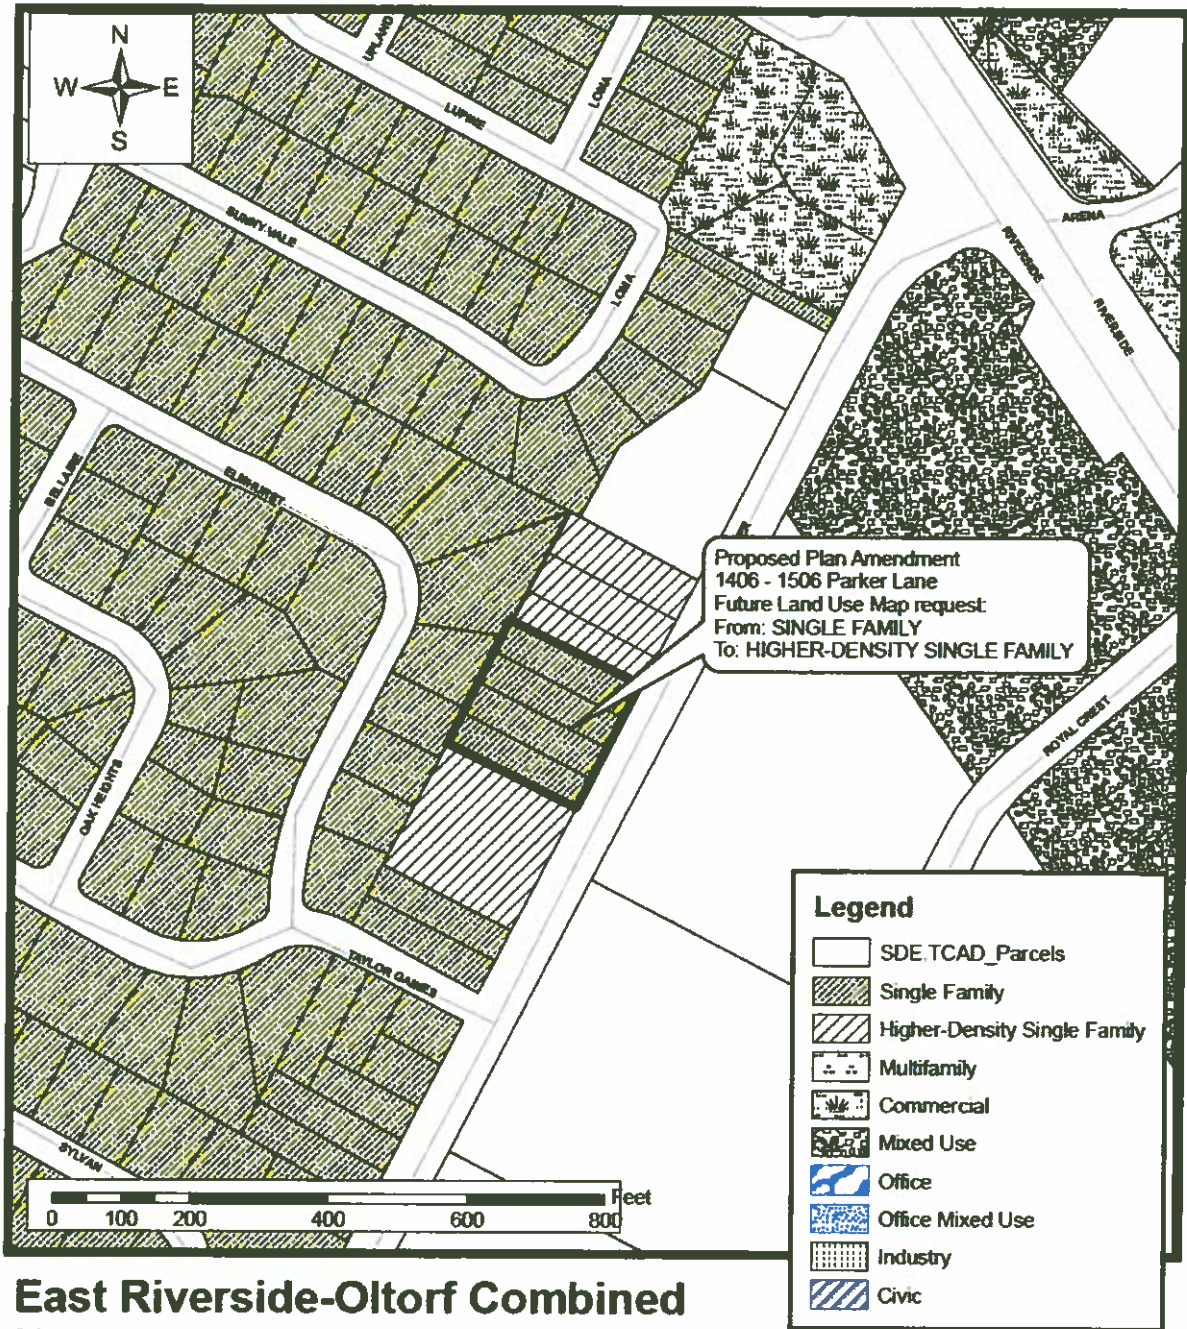 N
W E
S
UPLAND
LUPINE
LOMA
SUNNY VALE
LOMA
ARENA
RIVERSIDE
RIVERSIDE
BELLAIRE
ELMHURST
Proposed Plan Amendment
1406 - 1506 Parker Lane
Future Land Use Map request:
From: SINGLE FAMILY
To: HIGHER-DENSITY SINGLE FAMILY
ROYAL CREST
OAK HEIGHTS
TAYLOR GAINES
SYLVAN
Legend
SDE.TCAD_Parcels
Single Family
Higher-Density Single Family
Multifamily
Commercial
Mixed Use
Office
Office Mixed Use
Industry
Civic
Feet
0 100 200 400 600 800
East Riverside-Oltorf Combined